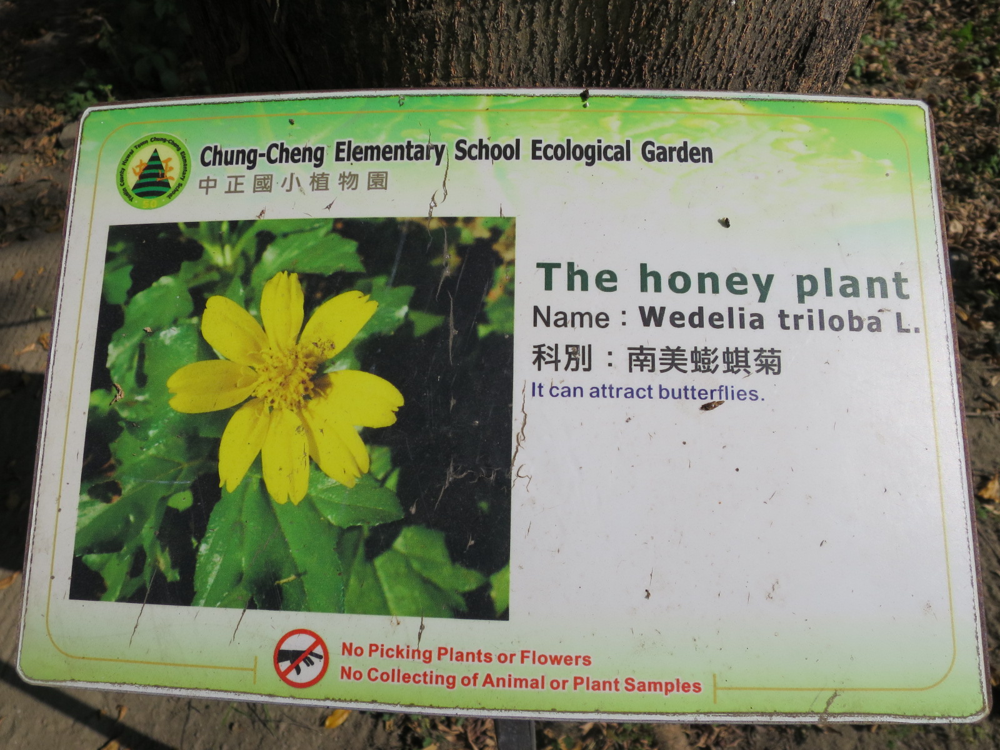 Yunlin County Huwei Town Chung-Cheng Elementary School
中正
50
Chung-Cheng Elementary School Ecological Garden
中正國小植物園
The honey plant
Name：Wedelia triloba L.
科別：南美蟛蜞菊
It can attract butterflies.
No Picking Plants or Flowers
No Collecting of Animal or Plant Samples